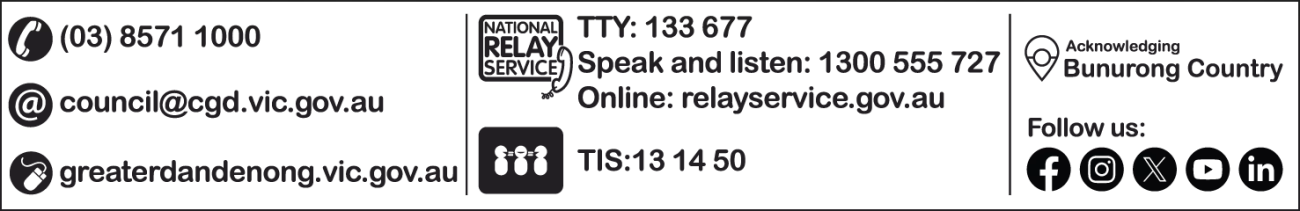 (03) 8571 1000
council@cgd.vic.gov.au
greaterdandenong.vic.gov.au
NATIONAL
RELAY
SERVICE
TTY: 133 677
Speak and listen: 1300 555 727
Online: relayservice.gov.au
TIS:13 14 50
Acknowledging
Bunurong Country
Follow us: